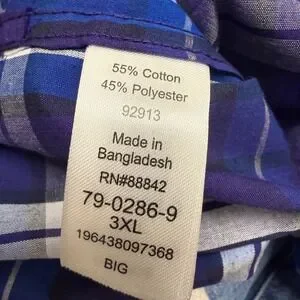 55% Cotton
45% Polyester
92913
Made in
Bangladesh
RN#88842
79-0286-9
3XL
196438097368
BIG